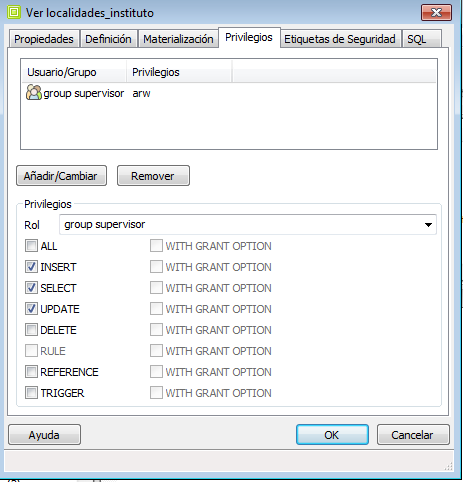 Ver localidades_instituto
Propiedades Definición Materialización Privilegios Etiquetas de Seguridad SQL
Usuario/Grupo Privilegios
group supervisor arw
Añadir/Cambiar Remover
Privilegios
Rol group supervisor
ALL WITH GRANT OPTION
INSERT WITH GRANT OPTION
SELECT WITH GRANT OPTION
UPDATE WITH GRANT OPTION
DELETE WITH GRANT OPTION
RULE WITH GRANT OPTION
REFERENCE WITH GRANT OPTION
TRIGGER WITH GRANT OPTION
Ayuda OK Cancelar